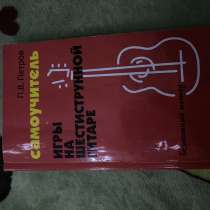 П.В. Петров
САМОУЧИТЕЛЬ
ИГРЫ
НА
ШЕСТИСТРУННОЙ
ГИТАРЕ